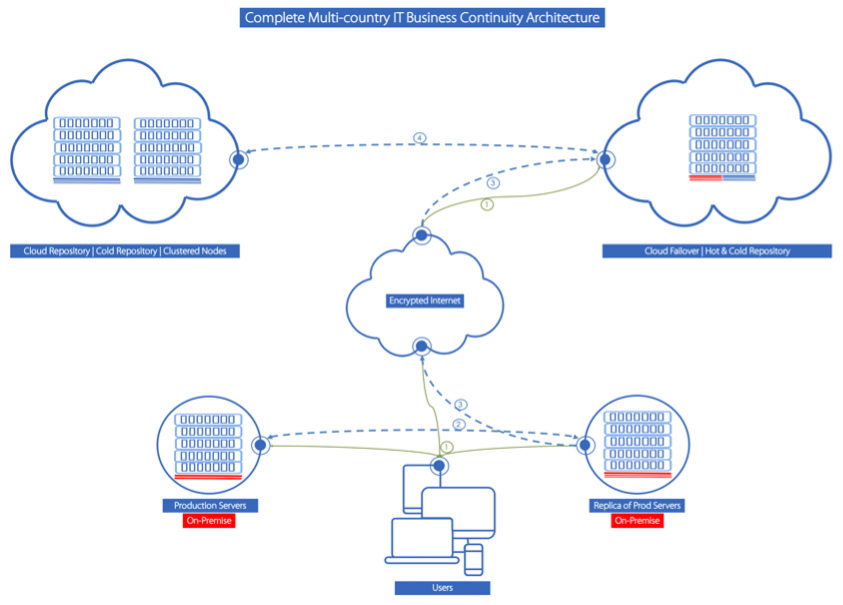 Complete Multi-country IT Business Continuity Architecture
4
3
1
Cloud Repository | Cold Repository | Clustered Nodes
Cloud Failover | Hot & Cold Repository
Encrypted Internet
3
2
1
Production Servers
On-Premise
Replica of Prod Servers
On-Premise
Users